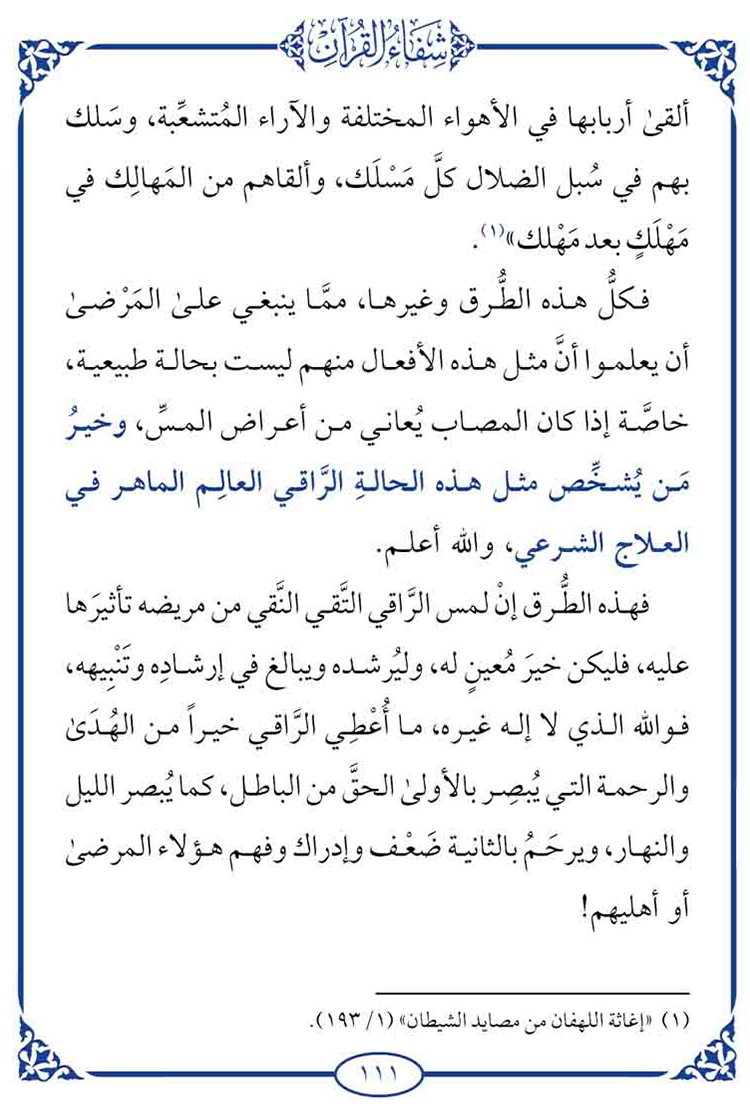 شِفَاءُ القُرْآن
ألقىٰ أربابها في الأهواء المختلفة والآراء المُتشعِّبة، وسَلك
بهم في سُبل الضلال كلَّ مَسْلَك، وألقاهم من المَهالِك في
مَهْلَكٍ بعد مَهْلك»(١).
فكلُّ هذه الطُّرق وغيرها، ممَّا ينبغي علىٰ المَرْضىٰ
أن يعلموا أنَّ مثل هذه الأفعال منهم ليست بحالة طبيعية،
خاصَّة إذا كان المصاب يُعاني من أعراض المسِّ، وخيرُ
مَن يُشخِّص مثل هذه الحالةِ الرَّاقي العالِم الماهر في
العلاج الشرعي، والله أعلم.
فهذه الطُّرق إنْ لمس الرَّاقي التَّقي النَّقي من مريضه تأثيرَها
عليه، فليكن خيرَ مُعينٍ له، وليُرشده ويبالغ في إرشادِه وتَنْبِيهه،
فوالله الذي لا إله غيره، ما أُعْطِي الرَّاقي خيراً من الهُدَىٰ
والرحمة التي يُبصِر بالأولىٰ الحقَّ من الباطل، كما يُبصر الليل
والنهار، ويرحَمُ بالثانية ضَعْف وإدراك وفهم هؤلاء المرضىٰ
أو أهليهم!
(١) «إغاثة اللهفان من مصايد الشيطان» (١/ ١٩٣).
١١١